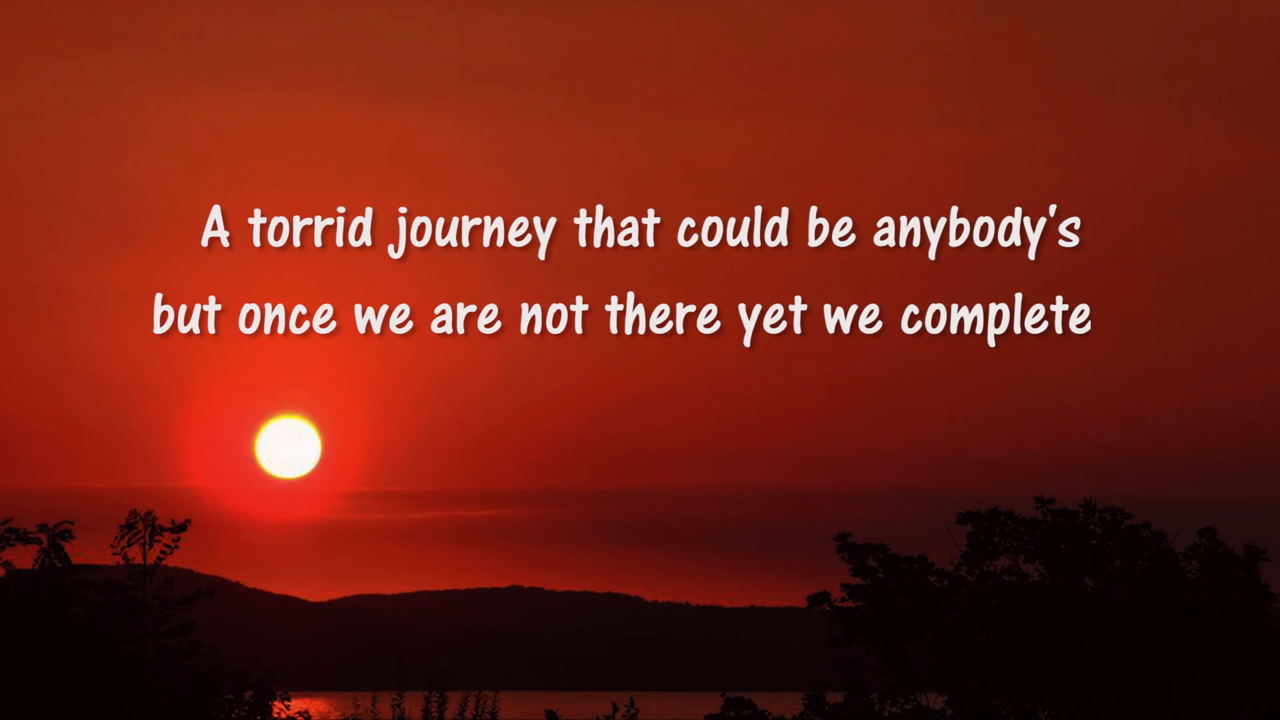 A torrid journey that could be anybody's
but once we are not there yet we complete